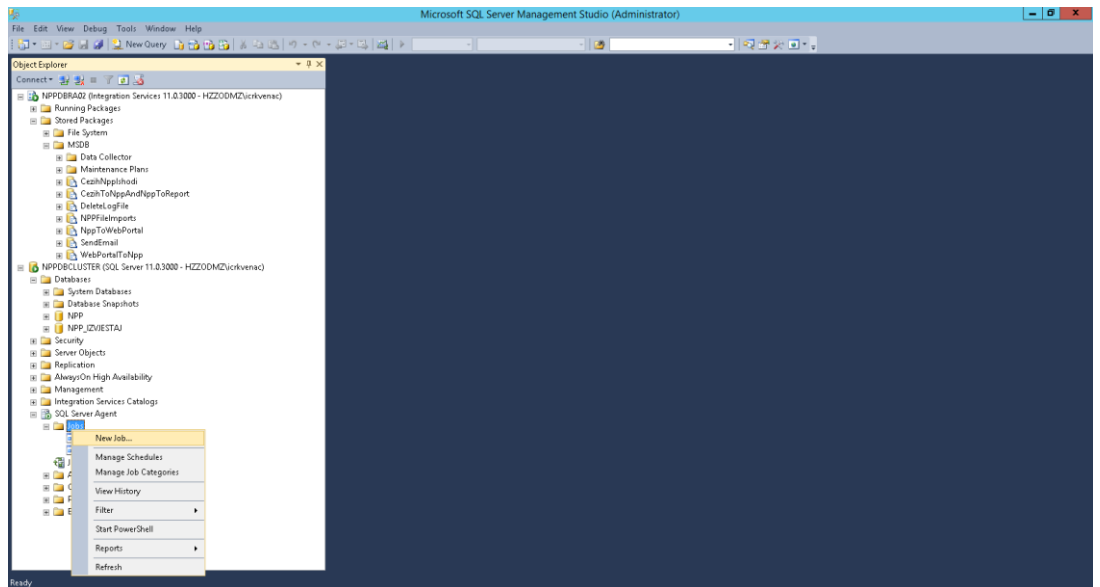 Microsoft SQL Server Management Studio (Administrator)
File Edit View Debug Tools Window Help
New Query
Object Explorer
Connect
NPPDBRA02 (Integration Services 11.0.3000 - HZZODMZ\icrkvenac)
Running Packages
Stored Packages
File System
MSDB
Data Collector
Maintenance Plans
CezihNppIshodi
CezihToNppAndNppToReport
DeleteLogFile
NPPFileImports
NppToWebPortal
SendEmail
WebPortalToNpp
NPPDBCLUSTER (SQL Server 11.0.3000 - HZZODMZ\icrkvenac)
Databases
System Databases
Database Snapshots
NPP
NPP_IZVJESTAJ
Security
Server Objects
Replication
AlwaysOn High Availability
Management
Integration Services Catalogs
SQL Server Agent
Jobs
New Job...
Manage Schedules
Manage Job Categories
View History
Filter
Start PowerShell
Reports
Refresh
Ready